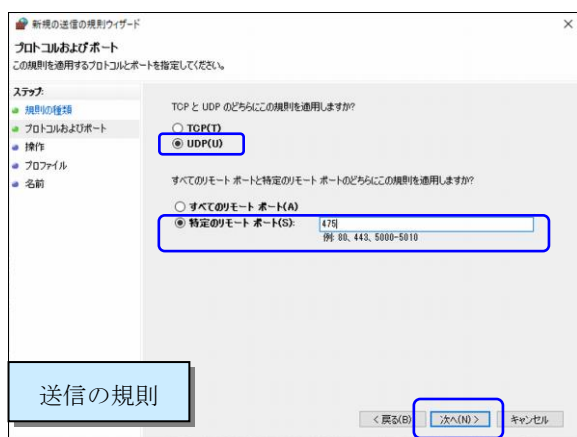 新規の送信の規則ウィザード
プロトコルおよびポート
この規則を適用するプロトコルとポートを指定してください。
ステップ:
規則の種類
プロトコルおよびポート
操作
プロファイル
名前
TCP と UDP のどちらにこの規則を適用しますか?
TCP(T)
UDP(U)
すべてのリモート ポートと特定のリモート ポートのどちらにこの規則を適用しますか?
すべてのリモート ポート(A)
特定のリモート ポート(S): 475
例: 80、443、5000-5010
送信の規則
< 戻る(B) 次へ(N) > キャンセル